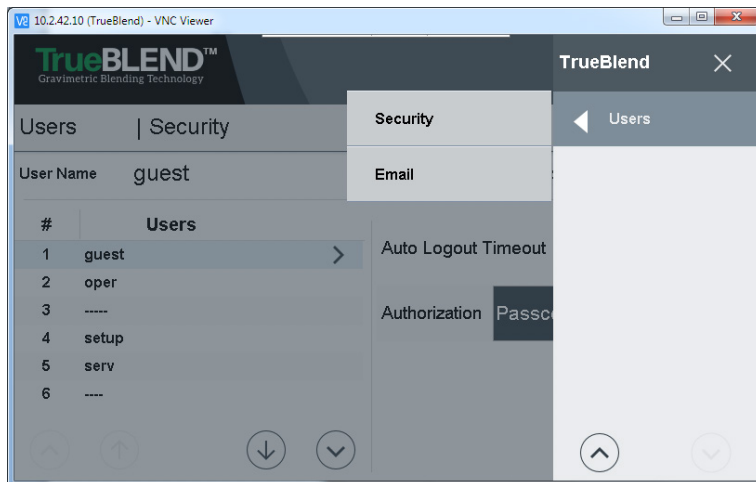 10.2.42.10 (TrueBlend) - VNC Viewer
TrueBLEND™
Gravimetric Blending Technology
TrueBlend
Users | Security
Security
Users
User Name guest
Email
# Users
1 guest
Auto Logout Timeout
2 oper
3 -----
Authorization Passco
4 setup
5 serv
6 ----